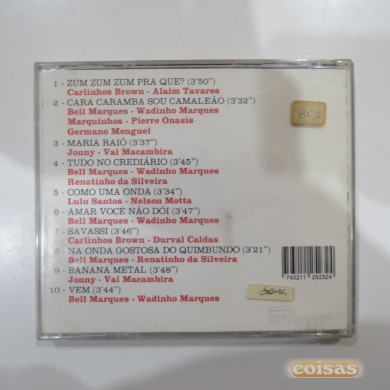 1 - ZUM ZUM ZUM PRA QUE? (3'50")
Carlinhos Brown - Alaim Tavares
2 - CARA CARAMBA SOU CAMALEÃO (3'32")
Bell Marques - Wadinho Marques
Marquinhos - Pierre Onasis
Germano Menguel
3 - MARIA RAIÔ (3'37")
Jonny - Val Macambira
4 - TUDO NO CREDIÁRIO (3'45")
Bell Marques - Wadinho Marques
Renatinho da Silveira
5 - COMO UMA ONDA (3'34")
Lulu Santos - Nelson Motta
6 - AMAR VOCÊ NÃO DÓI (3'47")
Bell Marques - Wadinho Marques
7 - SAVASSI (3'46")
Carlinhos Brown - Durval Caldas
8 - NA ONDA GOSTOSA DO QUIMBUNDO (3'21")
Bell Marques - Renatinho da Silveira
9 - BANANA METAL (3'48")
Jonny - Val Macambira
10 - VEM (3'44")
Bell Marques - Wadinho Marques
coisas